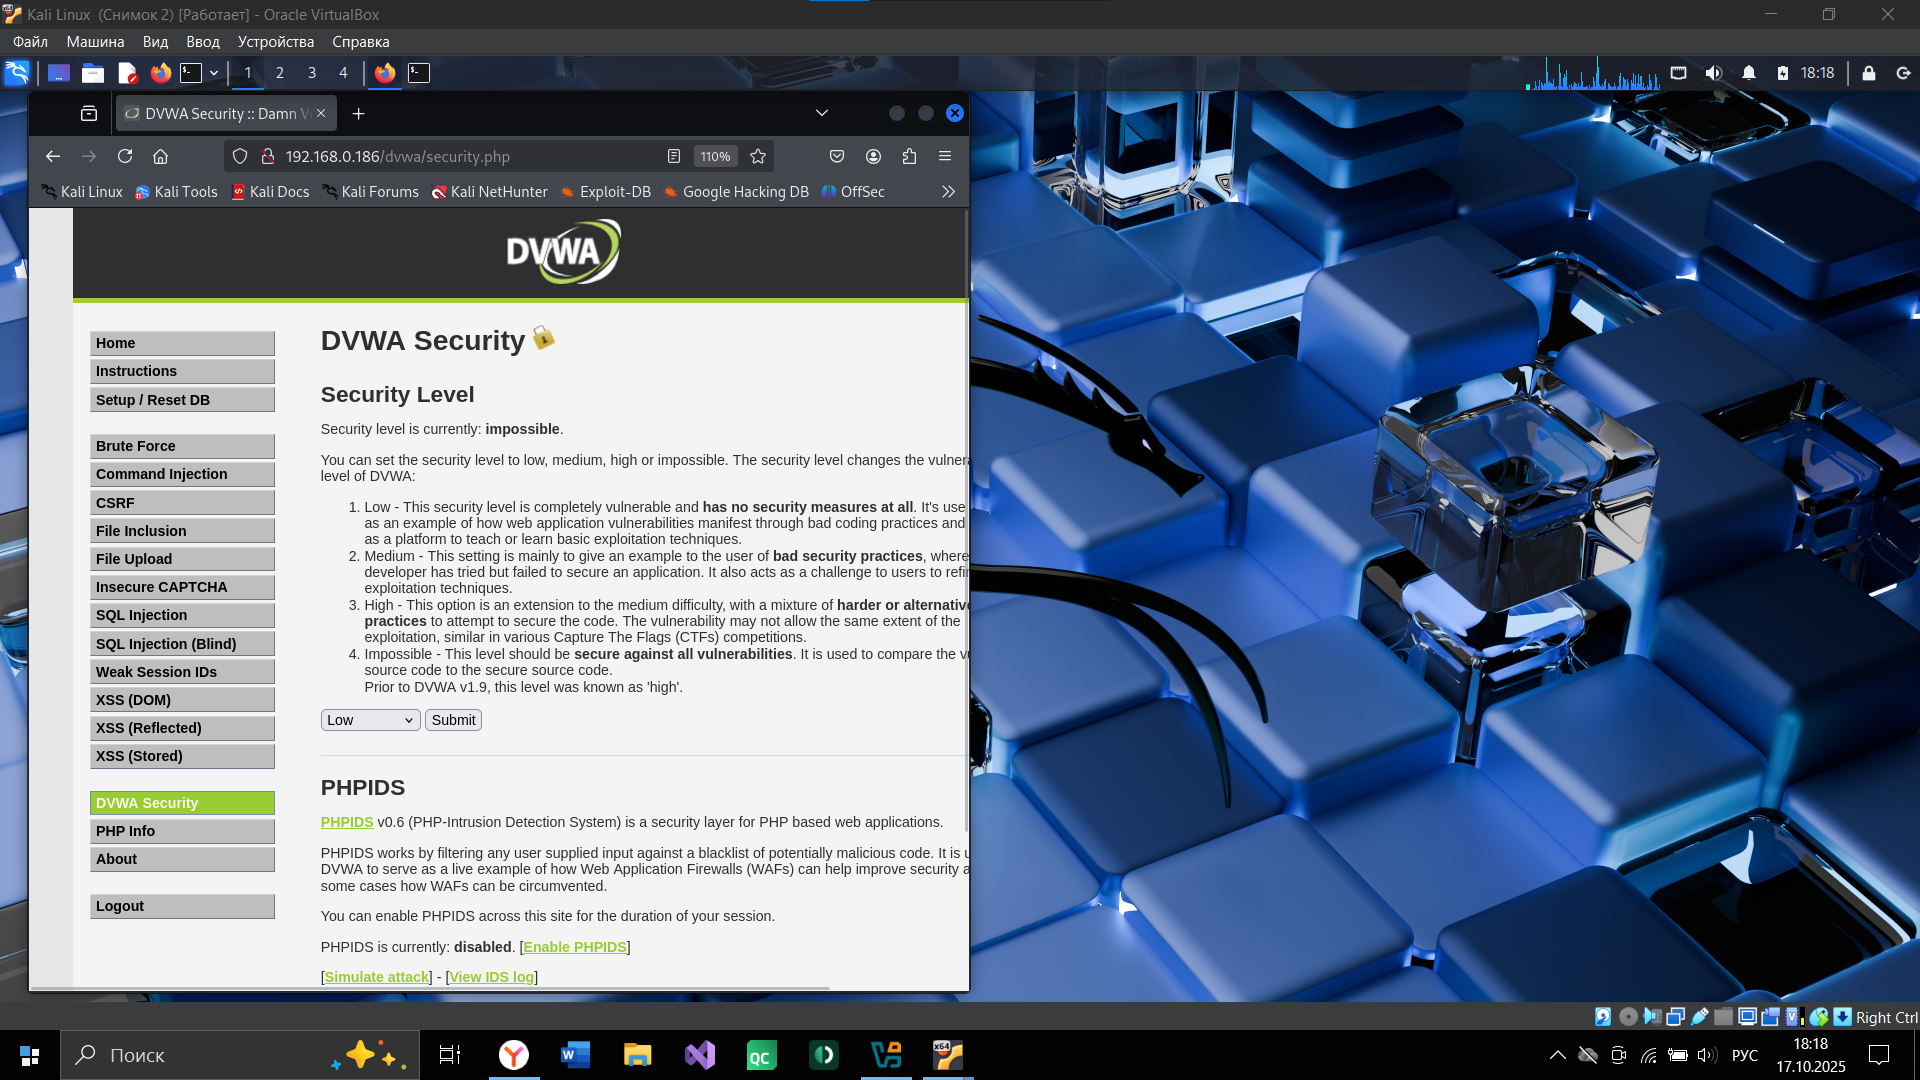 Kali Linux  (Снимок 2) [Работает] - Oracle VirtualBox
Файл Машина Вид Ввод Устройства Справка
1 2 3 4
18:18
DVWA Security :: Damn V
192.168.0.186/dvwa/security.php
110%
Kali Linux Kali Tools Kali Docs Kali Forums Kali NetHunter Exploit-DB Google Hacking DB OffSec
DVWA
Home
Instructions
Setup / Reset DB
Brute Force
Command Injection
CSRF
File Inclusion
File Upload
Insecure CAPTCHA
SQL Injection
SQL Injection (Blind)
Weak Session IDs
XSS (DOM)
XSS (Reflected)
XSS (Stored)
DVWA Security
PHP Info
About
Logout
DVWA Security
Security Level
Security level is currently: impossible.
You can set the security level to low, medium, high or impossible. The security level changes the vulnera
level of DVWA:
1. Low - This security level is completely vulnerable and has no security measures at all. It's use
as an example of how web application vulnerabilities manifest through bad coding practices and
as a platform to teach or learn basic exploitation techniques.
2. Medium - This setting is mainly to give an example to the user of bad security practices, where
developer has tried but failed to secure an application. It also acts as a challenge to users to refi
exploitation techniques.
3. High - This option is an extension to the medium difficulty, with a mixture of harder or alternative
practices to attempt to secure the code. The vulnerability may not allow the same extent of the
exploitation, similar in various Capture The Flags (CTFs) competitions.
4. Impossible - This level should be secure against all vulnerabilities. It is used to compare the v
source code to the secure source code.
Prior to DVWA v1.9, this level was known as 'high'.
Low Submit
PHPIDS
PHPIDS v0.6 (PHP-Intrusion Detection System) is a security layer for PHP based web applications.
PHPIDS works by filtering any user supplied input against a blacklist of potentially malicious code. It is u
DVWA to serve as a live example of how Web Application Firewalls (WAFs) can help improve security a
some cases how WAFs can be circumvented.
You can enable PHPIDS across this site for the duration of your session.
PHPIDS is currently: disabled. [Enable PHPIDS]
[Simulate attack] - [View IDS log]
Right Ctrl
Поиск
РУС
18:18
17.10.2025